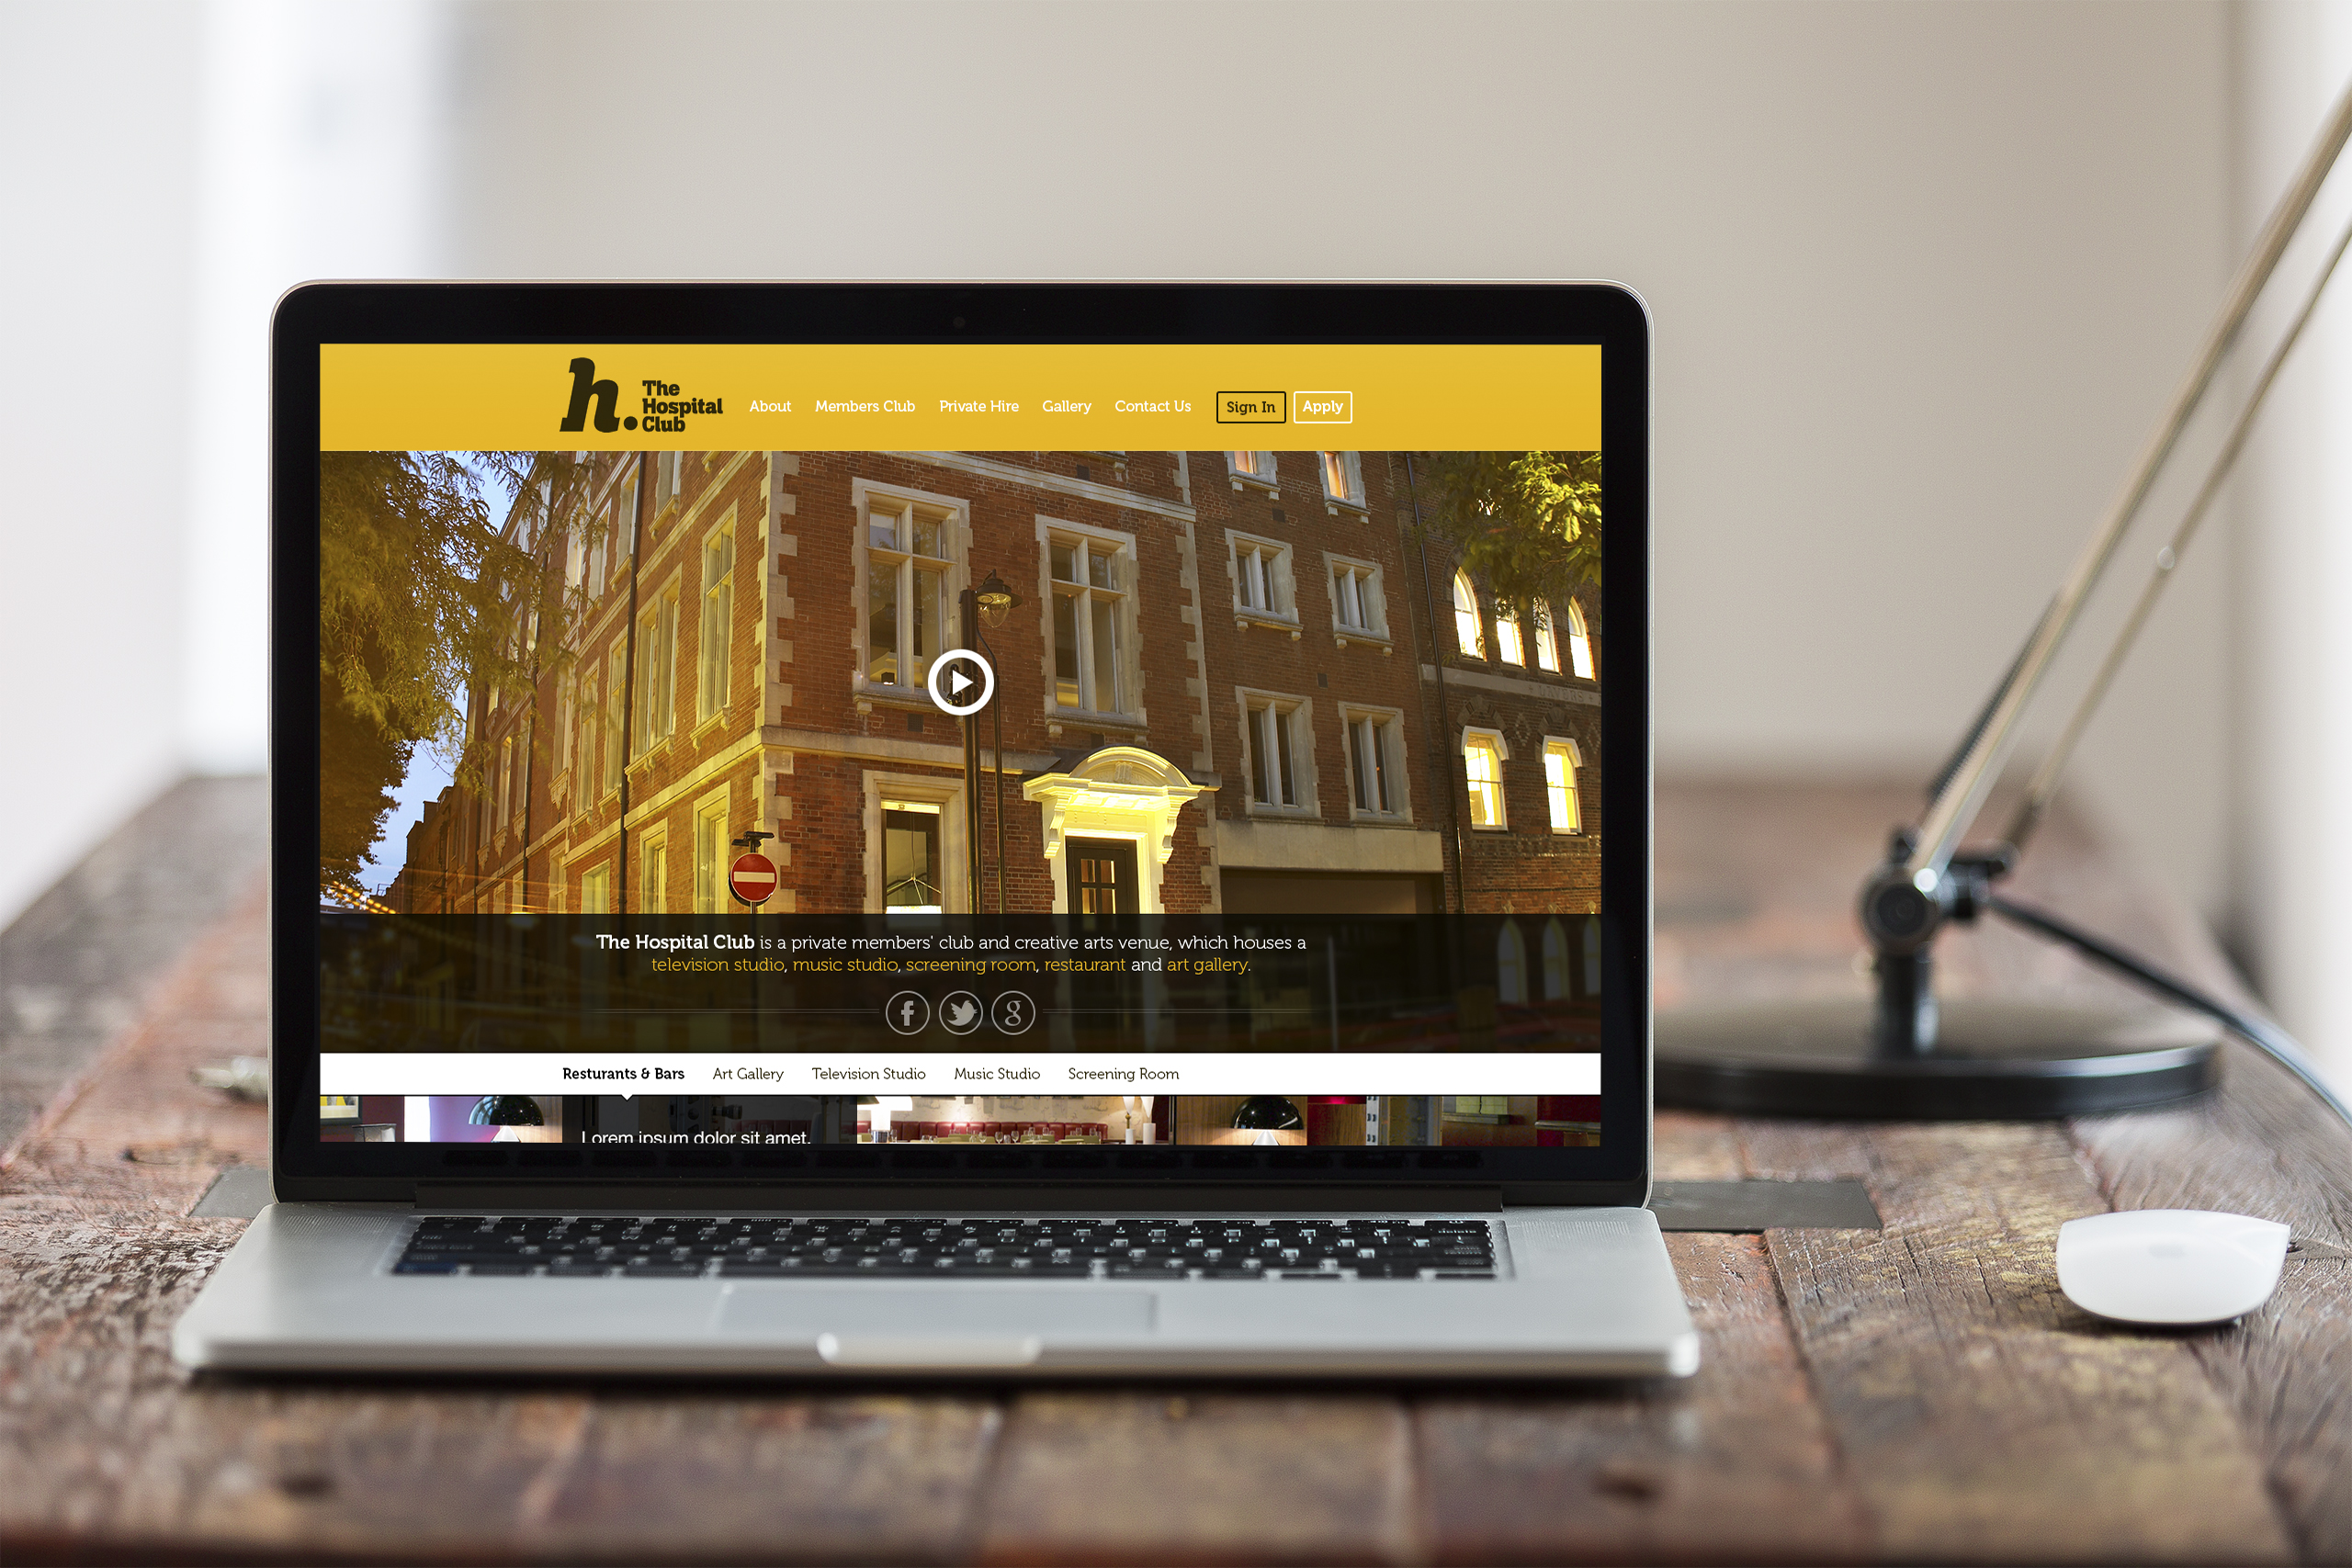 h.
The
Hospital
Club
About Members Club Private Hire Gallery Contact Us Sign In Apply
The Hospital Club is a private members' club and creative arts venue, which houses a
television studio, music studio, screening room, restaurant and art gallery.
Resturants & Bars Art Gallery Television Studio Music Studio Screening Room
Lorem ipsum dolor sit amet,
delete